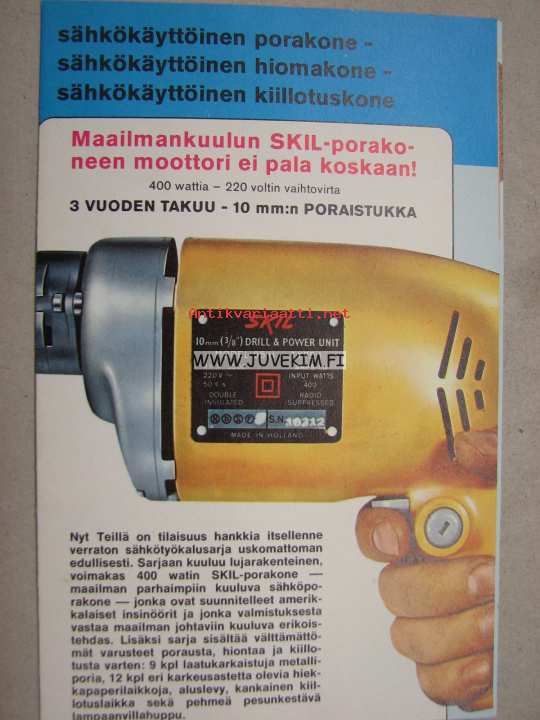 sähkökäyttöinen porakone -
sähkökäyttöinen hiomakone -
sähkökäyttöinen kiillotuskone
Maailmankuulun SKIL-porako-
neen moottori ei pala koskaan!
400 wattia – 220 voltin vaihtovirta
3 VUODEN TAKUU - 10 mm:n PORAISTUKKA
SKIL
Antikvariaatti.net
10mm (3/8") DRILL & POWER UNIT
WWW.JUVEKIM.FI
220V ~ INPUT WATTS
50 c s 400
DOUBLE RADIO
INSULATED SUPPRESSED
S.N. 10212
MADE IN HOLLAND
Nyt Teillä on tilaisuus hankkia itsellenne
verraton sähkötyökalusarja uskomattoman
edullisesti. Sarjaan kuuluu lujarakenteinen,
voimakas 400 watin SKIL-porakone —
maailman parhaimpiin kuuluva sähköpo-
rakone — jonka ovat suunnitelleet amerik-
kalaiset insinöörit ja jonka valmistuksesta
vastaa maailman johtaviin kuuluva erikois-
tehdas. Lisäksi sarja sisältää välttämättö-
mät varusteet porausta, hiontaa ja kiillo-
tusta varten: 9 kpl laatukarkaistuja metalli-
poria, 12 kpl eri karkeusastetta olevia hiek-
kapaperilaikkoja, aluslevy, kankainen kiil-
lotuslaikka sekä pehmeä pesunkestävä
lampaanvillahuppu.